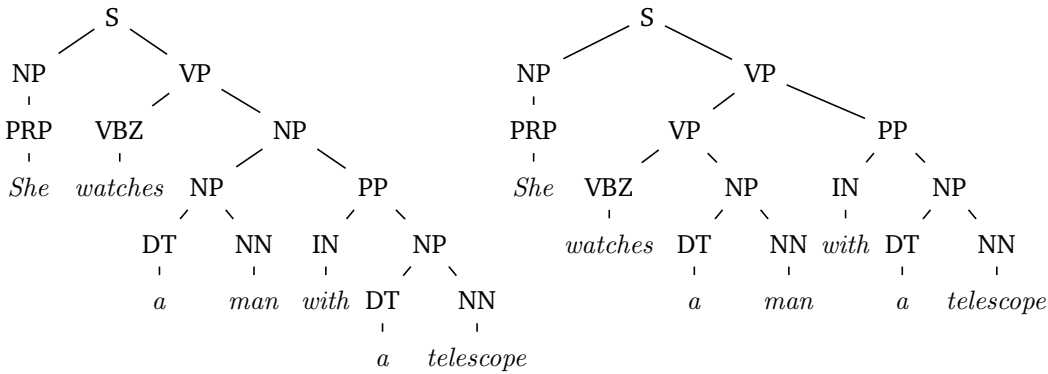 S S
NP VP NP VP
PRP VBZ NP PRP VP PP
She watches NP PP She VBZ NP IN NP
DT NN IN NP watches DT NN with DT NN
a man with DT NN a man a telescope
a telescope